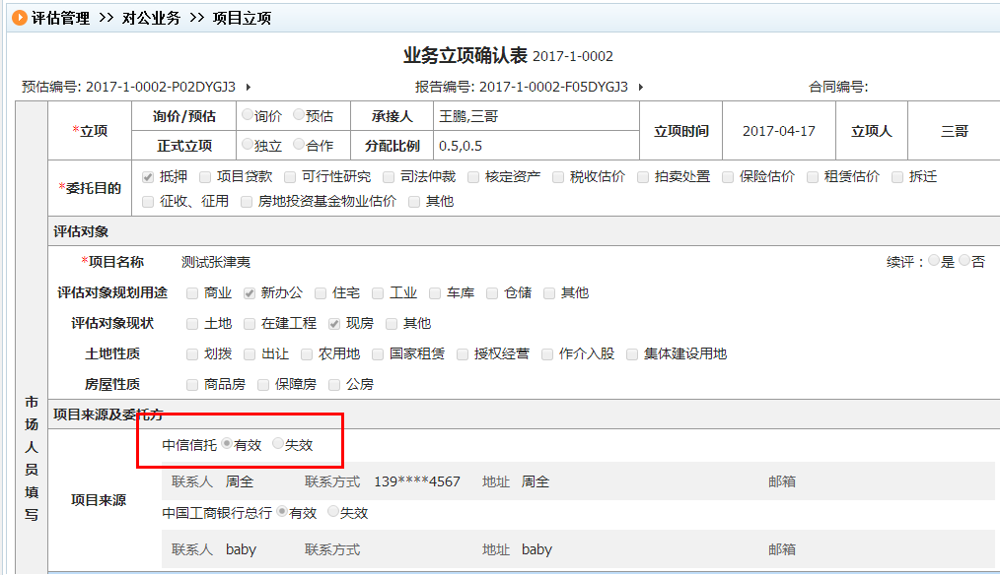 评估管理 >> 对公业务 >> 项目立项
业务立项确认表 2017-1-0002
预估编号: 2017-1-0002-P02DYGJ3 报告编号: 2017-1-0002-F05DYGJ3 合同编号:
*立项 询价/预估 询价 预估 承接人 王鹏,三哥 立项时间 2017-04-17 立项人 三哥
正式立项 独立 合作 分配比例 0.5,0.5
*委托目的 抵押 项目贷款 可行性研究 司法仲裁 核定资产 税收估价 拍卖处置 保险估价 租赁估价 拆迁
征收、征用 房地投资基金物业估价 其他
评估对象
*项目名称 测试张津夷 续评：是 否
评估对象规划用途 商业 新办公 住宅 工业 车库 仓储 其他
评估对象现状 土地 在建工程 现房 其他
土地性质 划拨 出让 农用地 国家租赁 授权经营 作介入股 集体建设用地
房屋性质 商品房 保障房 公房
市场人员填写
项目来源及委托方
项目来源
中信信托 有效 失效
联系人 周全 联系方式 139****4567 地址 周全 邮箱
中国工商银行总行 有效 失效
联系人 baby 联系方式 地址 baby 邮箱